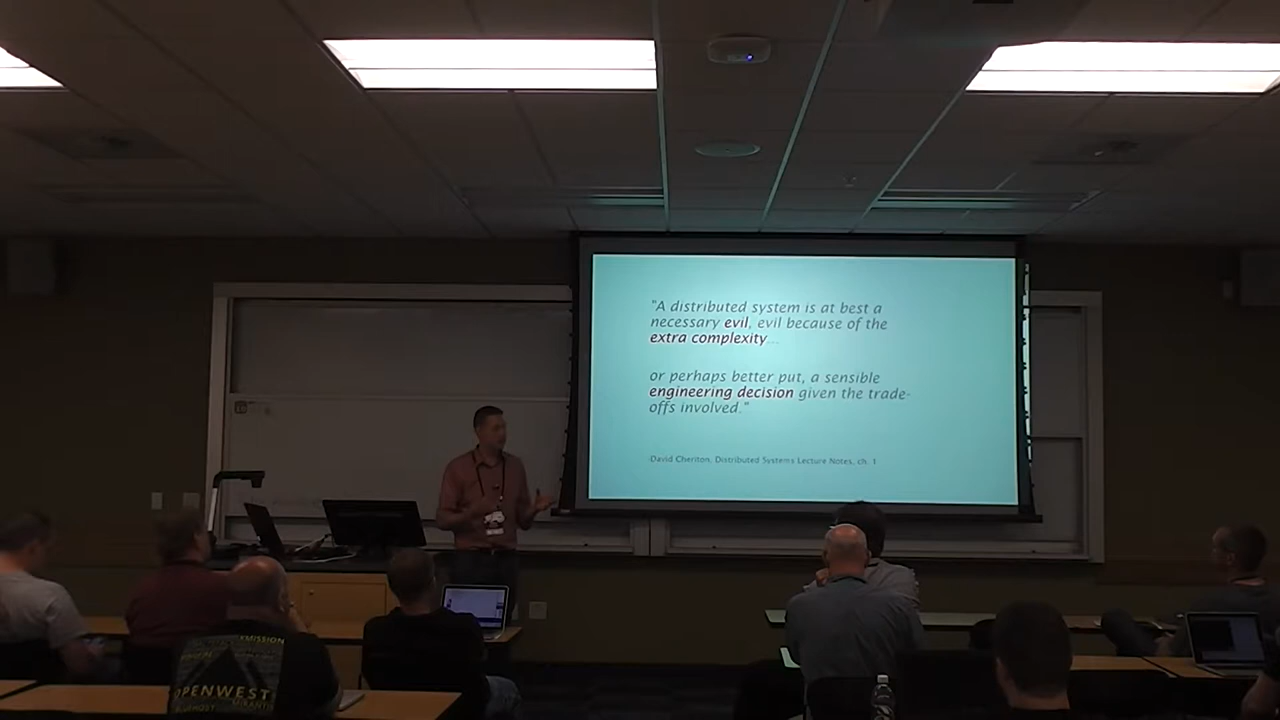 "A distributed system is at best a
necessary evil, evil because of the
extra complexity...
or perhaps better put, a sensible
engineering decision given the trade-
offs involved."
David Cheriton, Distributed Systems Lecture Notes, ch. 1
OPENWEST